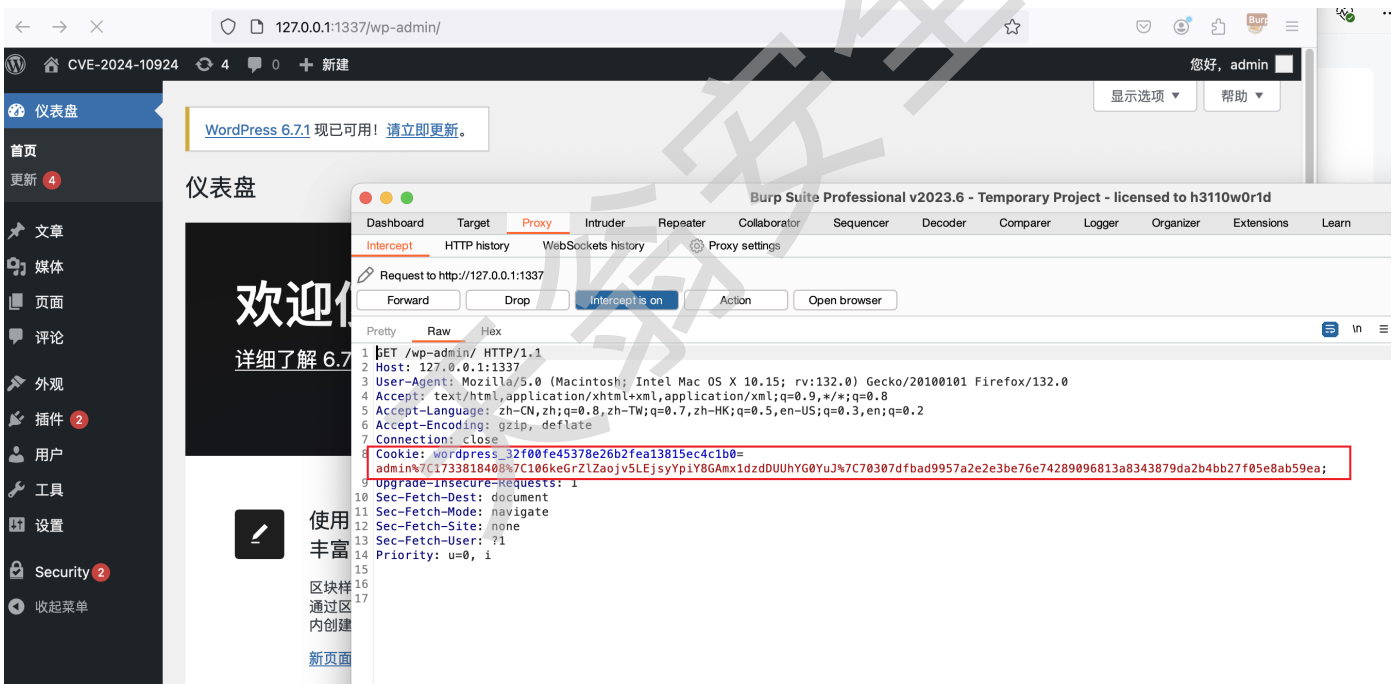 127.0.0.1:1337/wp-admin/
Burp
CVE-2024-10924 4 0 新建 您好，admin
显示选项 帮助
仪表盘
首页
更新 4
文章
媒体
页面
评论
外观
插件 2
用户
工具
设置
Security 2
收起菜单
WordPress 6.7.1 现已可用！请立即更新。
仪表盘
欢迎
详细了解 6.7
使用
丰富
区块样
通过区
内创建
新页面
Burp Suite Professional v2023.6 - Temporary Project - licensed to h3110w0r1d
Dashboard Target Proxy Intruder Repeater Collaborator Sequencer Decoder Comparer Logger Organizer Extensions Learn
Intercept HTTP history WebSockets history Proxy settings
Request to http://127.0.0.1:1337
Forward Drop Intercept is on Action Open browser
Pretty Raw Hex \n
1 GET /wp-admin/ HTTP/1.1
2 Host: 127.0.0.1:1337
3 User-Agent: Mozilla/5.0 (Macintosh; Intel Mac OS X 10.15; rv:132.0) Gecko/20100101 Firefox/132.0
4 Accept: text/html,application/xhtml+xml,application/xml;q=0.9,*/*;q=0.8
5 Accept-Language: zh-CN,zh;q=0.8,zh-TW;q=0.7,zh-HK;q=0.5,en-US;q=0.3,en;q=0.2
6 Accept-Encoding: gzip, deflate
7 Connection: close
8 Cookie: wordpress_32f00fe45378e26b2fea13815ec4c1b0=
admin%7C1733818408%7C106keGrZlZaojv5LEjsyYpiY8GAmx1dzdDUUhYG0YuJ%7C70307dfbad9957a2e2e3be76e74289096813a8343879da2b4bb27f05e8ab59ea;
9 Upgrade-Insecure-Requests: 1
10 Sec-Fetch-Dest: document
11 Sec-Fetch-Mode: navigate
12 Sec-Fetch-Site: none
13 Sec-Fetch-User: ?1
14 Priority: u=0, i
15
16
17